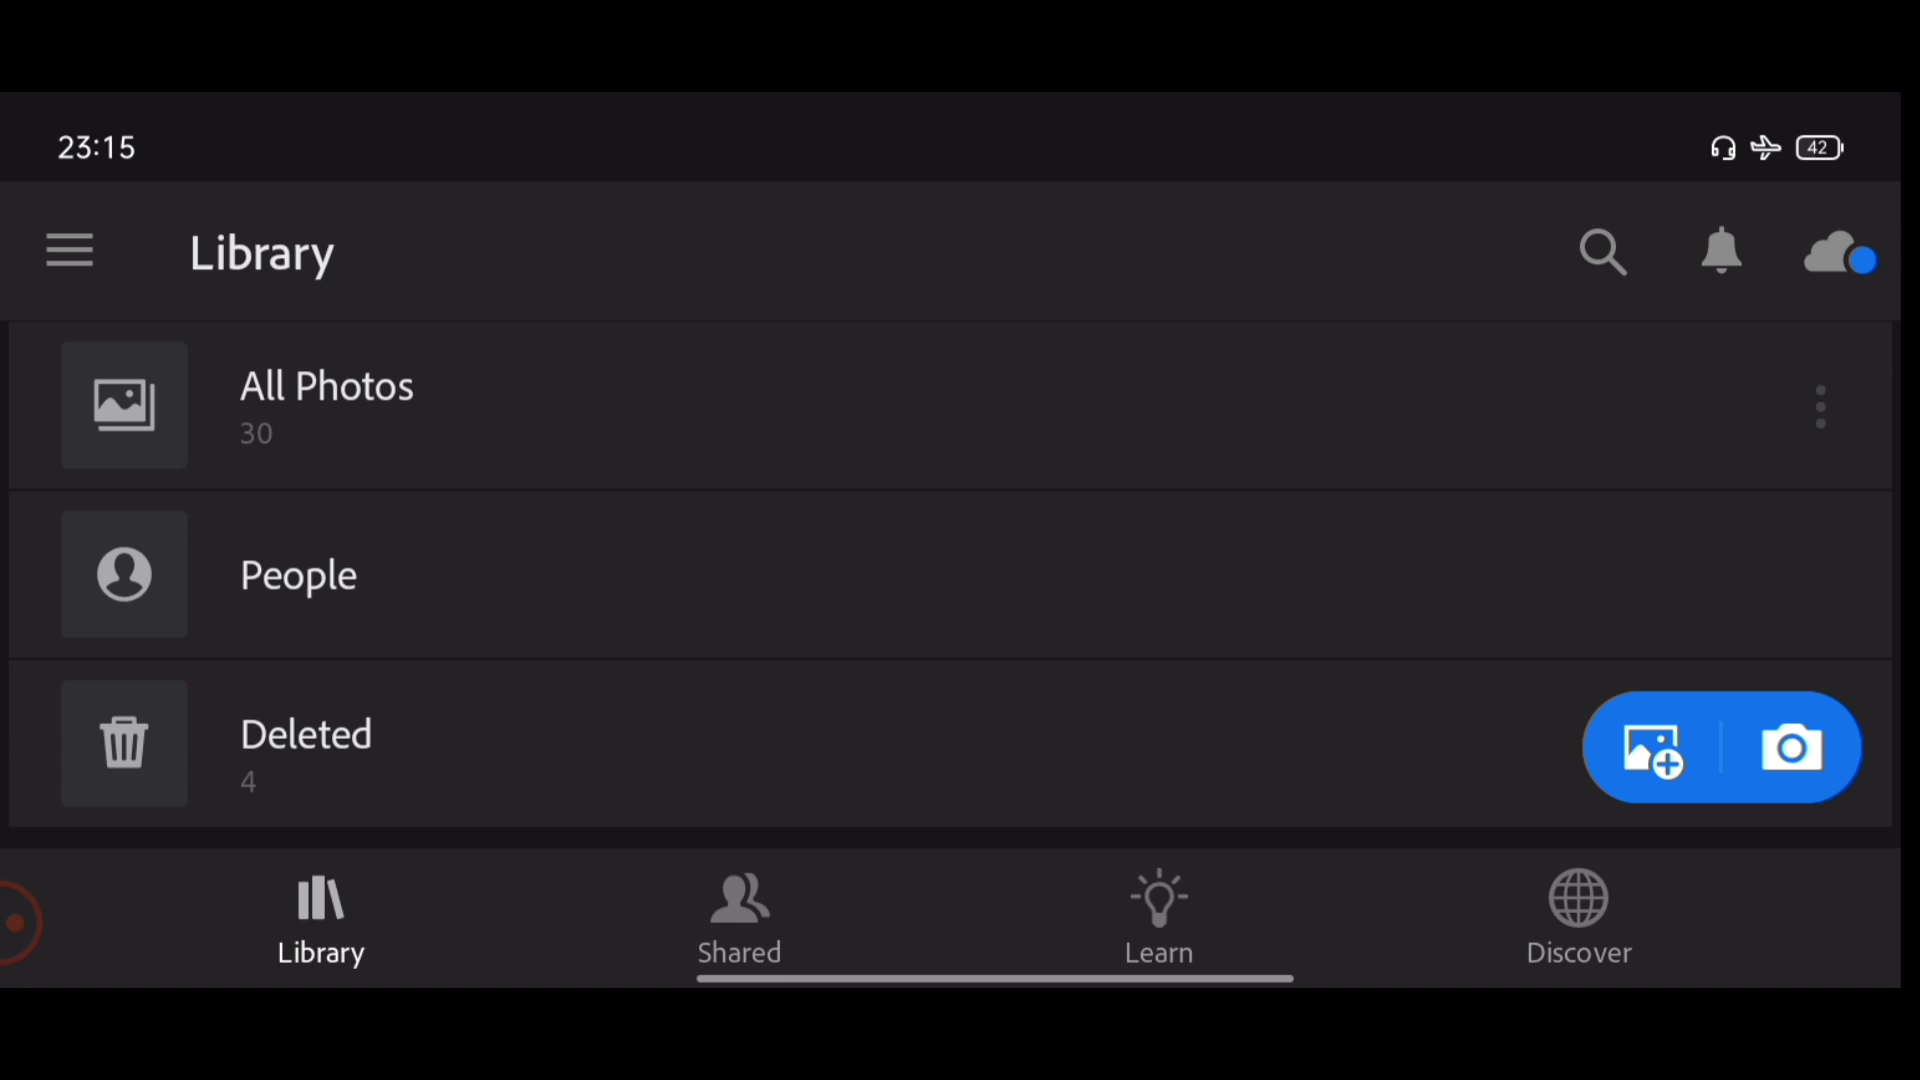 23:15
42
Library
All Photos
30
People
Deleted
4
Library
Shared
Learn
Discover